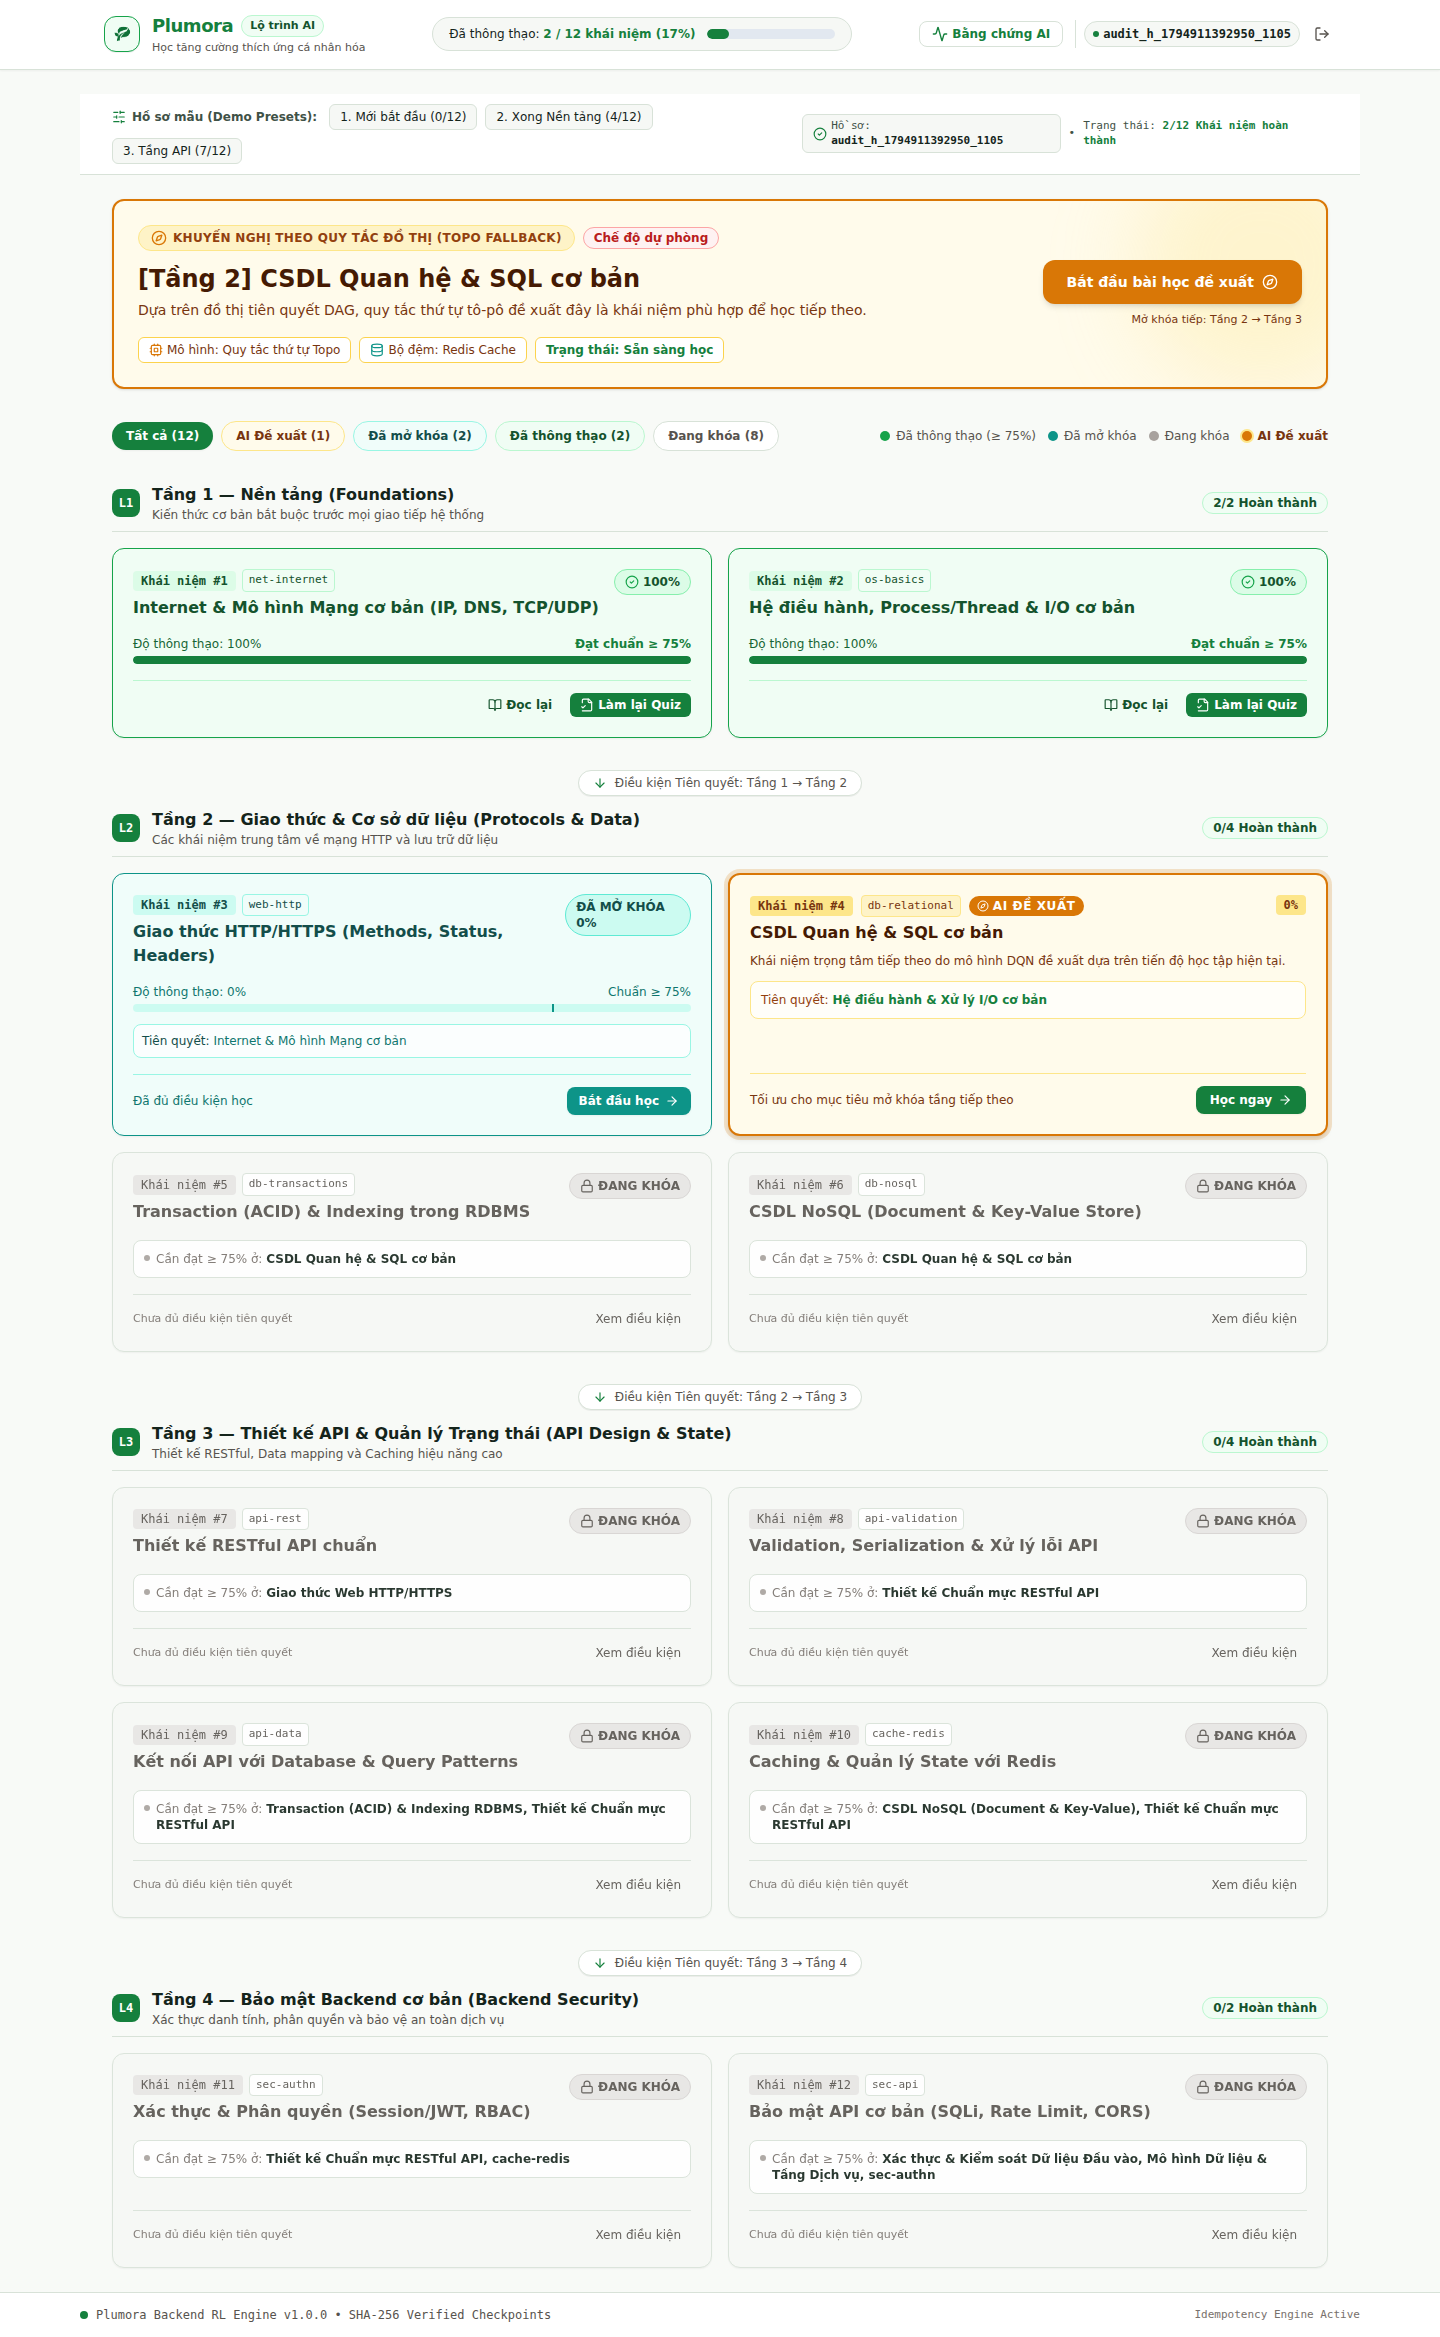 Plumora Lộ trình AI
Học tăng cường thích ứng cá nhân hóa
Đã thông thạo: 2 / 12 khái niệm (17%)
Bằng chứng AI
audit_h_1794911392950_1105
Hồ sơ mẫu (Demo Presets):
1. Mới bắt đầu (0/12)
2. Xong Nền tảng (4/12)
3. Tầng API (7/12)
Hồ sơ:
audit_h_1794911392950_1105
• Trạng thái: 2/12 Khái niệm hoàn
thành
KHUYẾN NGHỊ THEO QUY TẮC ĐỒ THỊ (TOPO FALLBACK)
Chế độ dự phòng
[Tầng 2] CSDL Quan hệ & SQL cơ bản
Dựa trên đồ thị tiên quyết DAG, quy tắc thứ tự tô-pô đề xuất đây là khái niệm phù hợp để học tiếp theo.
Mô hình: Quy tắc thứ tự Topo
Bộ đệm: Redis Cache
Trạng thái: Sẵn sàng học
Bắt đầu bài học đề xuất
Mở khóa tiếp: Tầng 2 → Tầng 3
Tất cả (12)
AI Đề xuất (1)
Đã mở khóa (2)
Đã thông thạo (2)
Đang khóa (8)
Đã thông thạo (≥ 75%)
Đã mở khóa
Đang khóa
AI Đề xuất
L1
Tầng 1 — Nền tảng (Foundations)
Kiến thức cơ bản bắt buộc trước mọi giao tiếp hệ thống
2/2 Hoàn thành
Khái niệm #1 net-internet
100%
Internet & Mô hình Mạng cơ bản (IP, DNS, TCP/UDP)
Độ thông thạo: 100%
Đạt chuẩn ≥ 75%
Đọc lại
Làm lại Quiz
Khái niệm #2 os-basics
100%
Hệ điều hành, Process/Thread & I/O cơ bản
Độ thông thạo: 100%
Đạt chuẩn ≥ 75%
Đọc lại
Làm lại Quiz
Điều kiện Tiên quyết: Tầng 1 → Tầng 2
L2
Tầng 2 — Giao thức & Cơ sở dữ liệu (Protocols & Data)
Các khái niệm trung tâm về mạng HTTP và lưu trữ dữ liệu
0/4 Hoàn thành
Khái niệm #3 web-http
ĐÃ MỞ KHÓA
0%
Giao thức HTTP/HTTPS (Methods, Status,
Headers)
Độ thông thạo: 0%
Chuẩn ≥ 75%
Tiên quyết: Internet & Mô hình Mạng cơ bản
Đã đủ điều kiện học
Bắt đầu học
Khái niệm #4 db-relational AI ĐỀ XUẤT
0%
CSDL Quan hệ & SQL cơ bản
Khái niệm trọng tâm tiếp theo do mô hình DQN đề xuất dựa trên tiến độ học tập hiện tại.
Tiên quyết: Hệ điều hành & Xử lý I/O cơ bản
Tối ưu cho mục tiêu mở khóa tầng tiếp theo
Học ngay
Khái niệm #5 db-transactions
ĐANG KHÓA
Transaction (ACID) & Indexing trong RDBMS
Cần đạt ≥ 75% ở: CSDL Quan hệ & SQL cơ bản
Chưa đủ điều kiện tiên quyết
Xem điều kiện
Khái niệm #6 db-nosql
ĐANG KHÓA
CSDL NoSQL (Document & Key-Value Store)
Cần đạt ≥ 75% ở: CSDL Quan hệ & SQL cơ bản
Chưa đủ điều kiện tiên quyết
Xem điều kiện
Điều kiện Tiên quyết: Tầng 2 → Tầng 3
L3
Tầng 3 — Thiết kế API & Quản lý Trạng thái (API Design & State)
Thiết kế RESTful, Data mapping và Caching hiệu năng cao
0/4 Hoàn thành
Khái niệm #7 api-rest
ĐANG KHÓA
Thiết kế RESTful API chuẩn
Cần đạt ≥ 75% ở: Giao thức Web HTTP/HTTPS
Chưa đủ điều kiện tiên quyết
Xem điều kiện
Khái niệm #8 api-validation
ĐANG KHÓA
Validation, Serialization & Xử lý lỗi API
Cần đạt ≥ 75% ở: Thiết kế Chuẩn mực RESTful API
Chưa đủ điều kiện tiên quyết
Xem điều kiện
Khái niệm #9 api-data
ĐANG KHÓA
Kết nối API với Database & Query Patterns
Cần đạt ≥ 75% ở: Transaction (ACID) & Indexing RDBMS, Thiết kế Chuẩn mực
RESTful API
Chưa đủ điều kiện tiên quyết
Xem điều kiện
Khái niệm #10 cache-redis
ĐANG KHÓA
Caching & Quản lý State với Redis
Cần đạt ≥ 75% ở: CSDL NoSQL (Document & Key-Value), Thiết kế Chuẩn mực
RESTful API
Chưa đủ điều kiện tiên quyết
Xem điều kiện
Điều kiện Tiên quyết: Tầng 3 → Tầng 4
L4
Tầng 4 — Bảo mật Backend cơ bản (Backend Security)
Xác thực danh tính, phân quyền và bảo vệ an toàn dịch vụ
0/2 Hoàn thành
Khái niệm #11 sec-authn
ĐANG KHÓA
Xác thực & Phân quyền (Session/JWT, RBAC)
Cần đạt ≥ 75% ở: Thiết kế Chuẩn mực RESTful API, cache-redis
Chưa đủ điều kiện tiên quyết
Xem điều kiện
Khái niệm #12 sec-api
ĐANG KHÓA
Bảo mật API cơ bản (SQLi, Rate Limit, CORS)
Cần đạt ≥ 75% ở: Xác thực & Kiểm soát Dữ liệu Đầu vào, Mô hình Dữ liệu &
Tầng Dịch vụ, sec-authn
Chưa đủ điều kiện tiên quyết
Xem điều kiện
Plumora Backend RL Engine v1.0.0 • SHA-256 Verified Checkpoints
Idempotency Engine Active